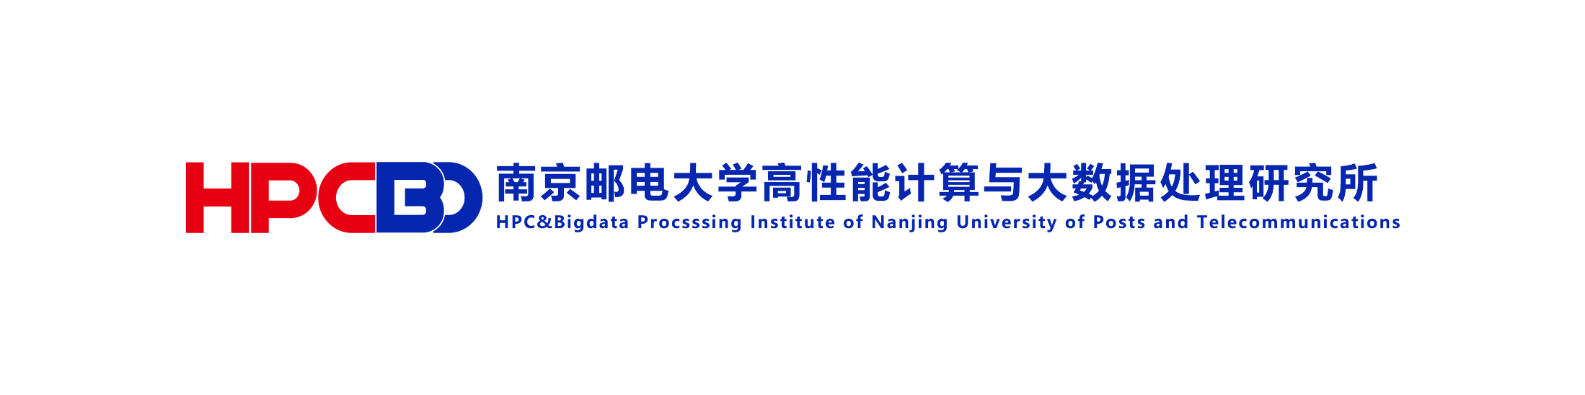 HPCBD 南京邮电大学高性能计算与大数据处理研究所
HPC&Bigdata Procsssing Institute of Nanjing University of Posts and Telecommunications